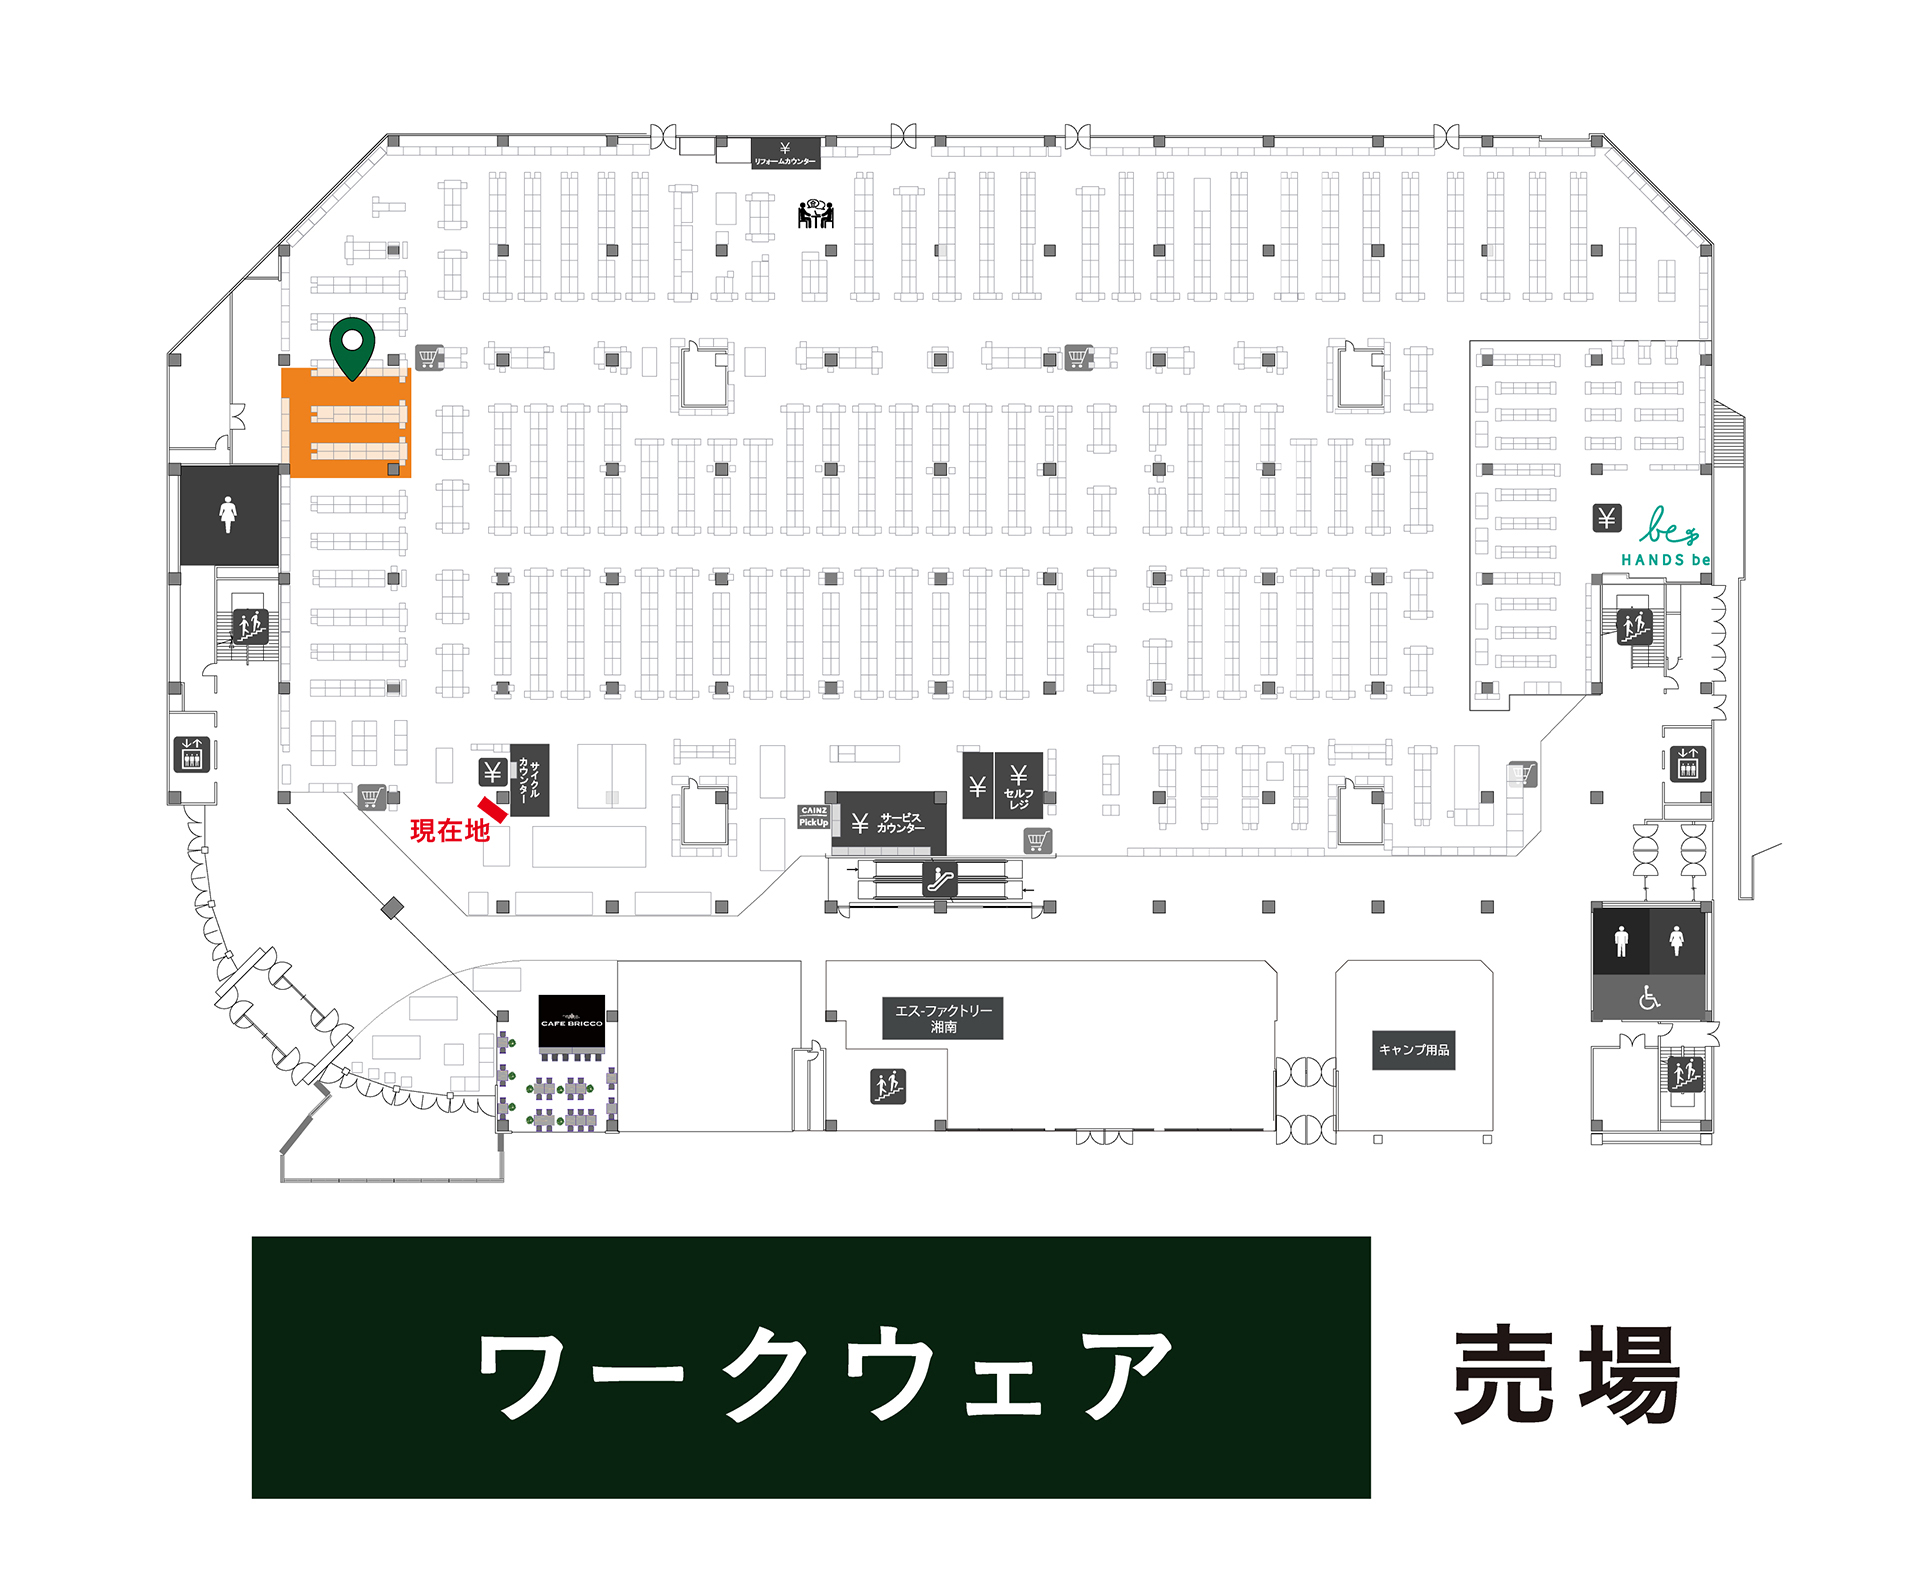 ¥
リフォームカウンター
¥
be
HANDS be
¥
サイクル
カウンター
現在地
CAINZ
PickUp
¥
サービス
カウンター
¥
¥
セルフ
レジ
CAFE BRICCO
エス-ファクトリー
湘南
キャンプ用品
ワークウェア
売場